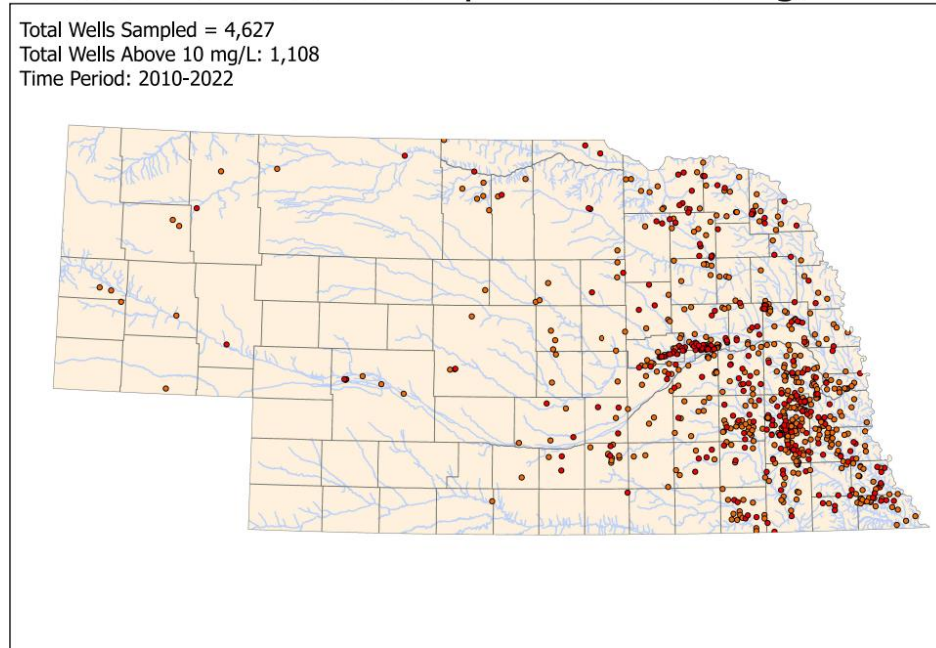 Total Wells Sampled = 4,627
Total Wells Above 10 mg/L: 1,108
Time Period: 2010-2022